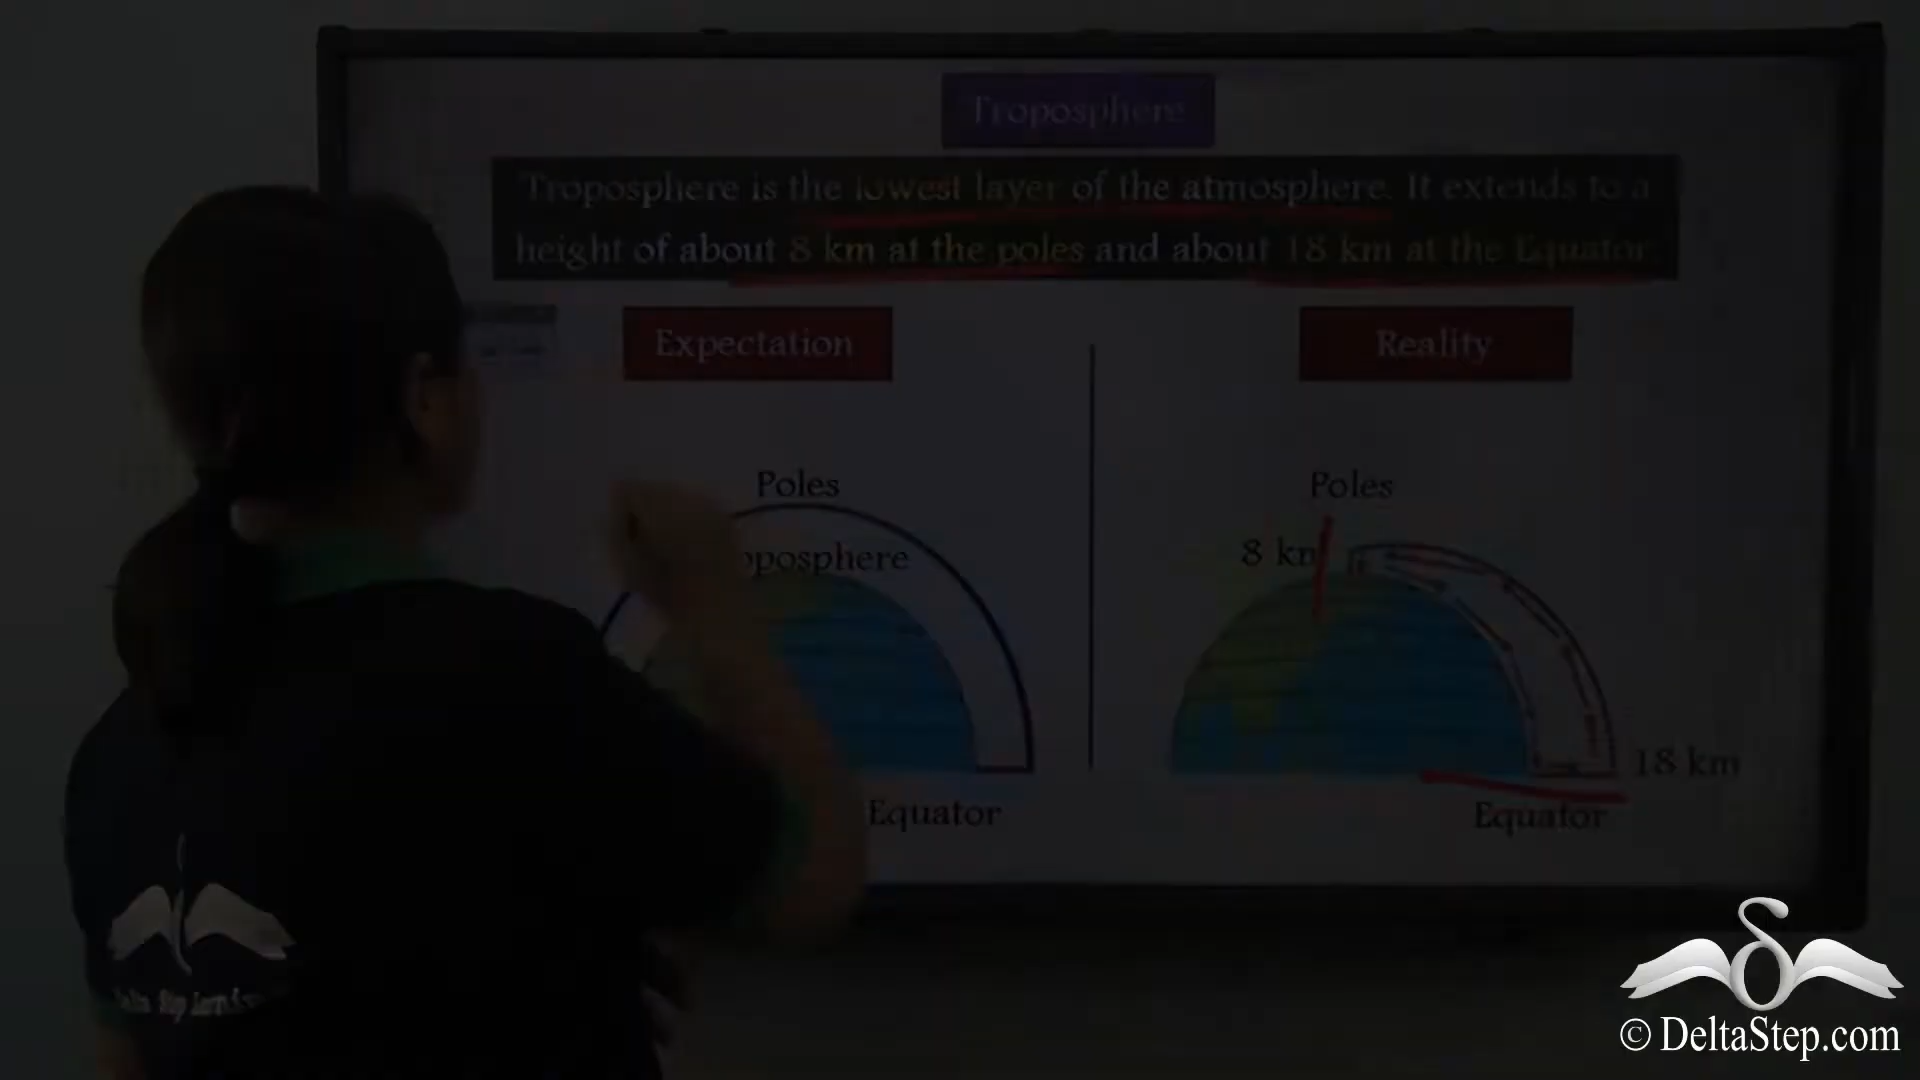 Troposphere
Troposphere is the lowest layer of the atmosphere. It extends to a
height of about 8 km at the poles and about 18 km at the Equator.
Expectation
Reality
Poles
Poles
oposphere
8 km
18 km
Equator
Equator
© DeltaStep.com